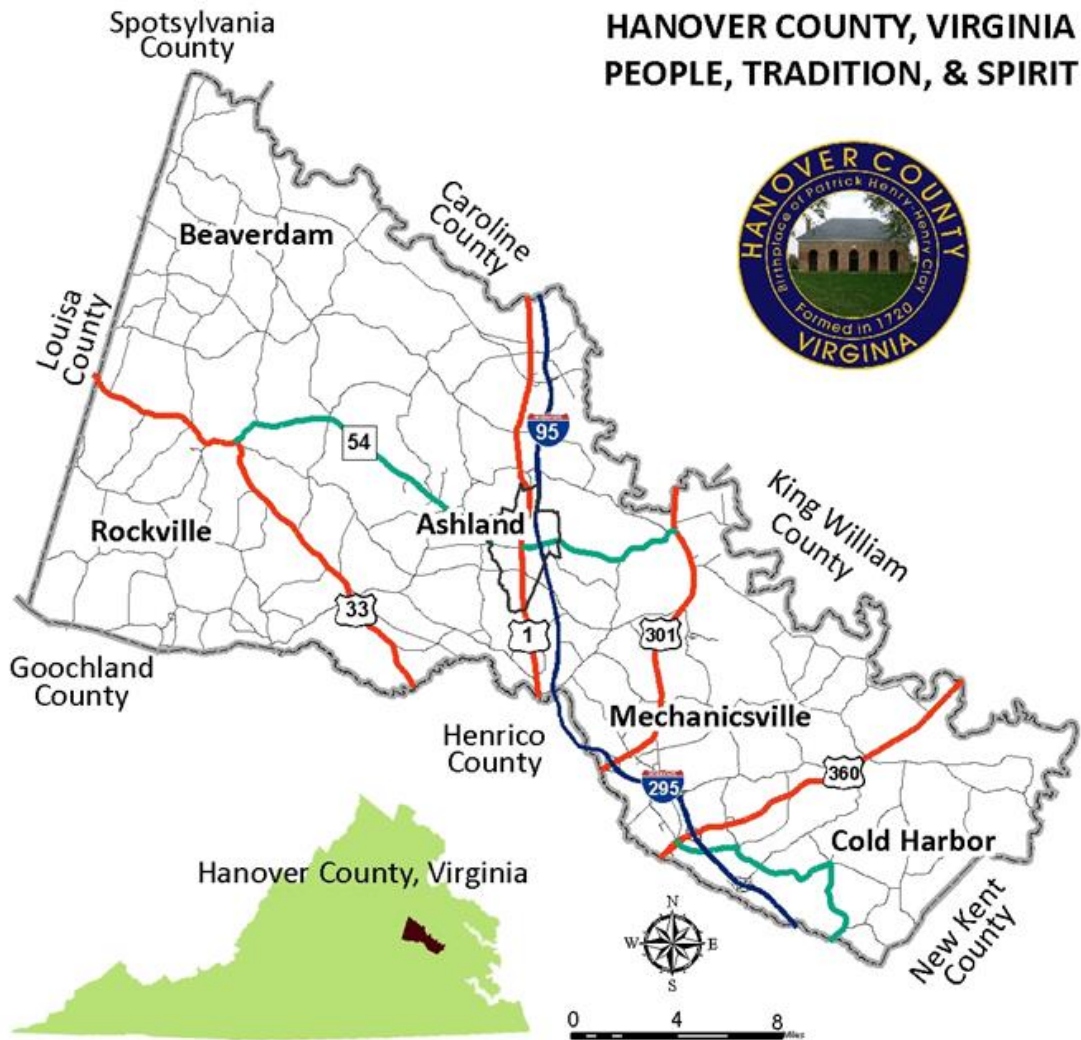 HANOVER COUNTY, VIRGINIA
PEOPLE, TRADITION, & SPIRIT
HANOVER COUNTY
Birthplace of Patrick Henry-Henry Clay
Formed in 1720
VIRGINIA
Spotsylvania
County
Caroline
County
Beaverdam
Louisa
County
95
54
King William
County
Rockville
Ashland
33
1
301
Goochland
County
Mechanicsville
Henrico
County
360
295
Cold Harbor
New Kent
County
Hanover County, Virginia
N
W
E
S
0
4
8
Miles